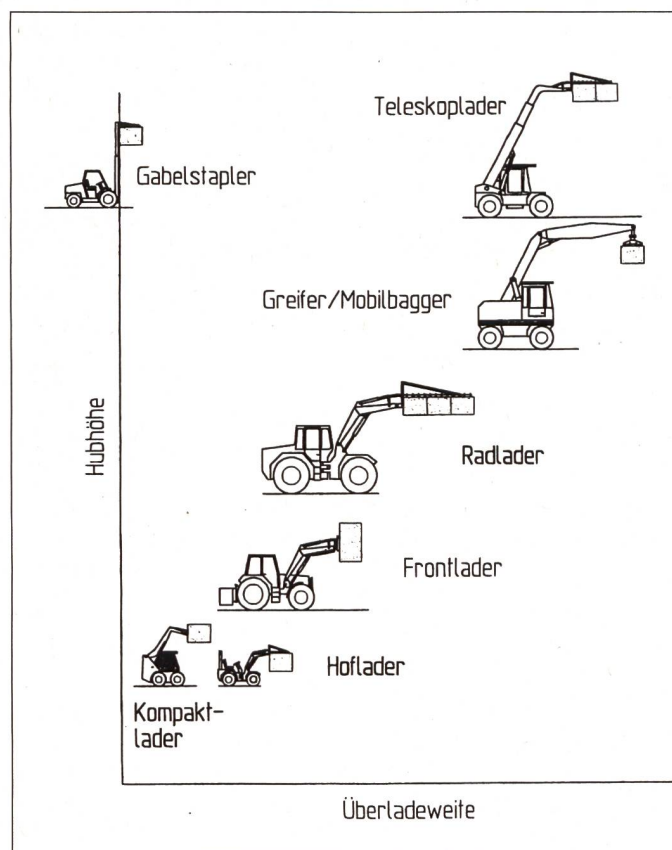 Teleskoplader
Gabelstapler
Greifer/Mobilbagger
Hubhöhe
Radlader
Frontlader
Hoflader
Kompakt-
lader
Überladeweite